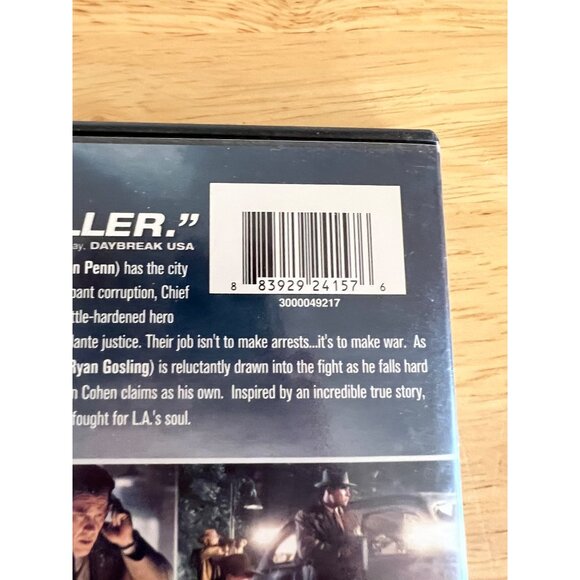 LLER.”
ay, DAYBREAK USA
8 83929 24157 6
3000049217
n Penn) has the city
pant corruption, Chief
ttle-hardened hero
lante justice. Their job isn't to make arrests...it's to make war. As
Ryan Gosling) is reluctantly drawn into the fight as he falls hard
n Cohen claims as his own. Inspired by an incredible true story,
fought for L.A.'s soul.